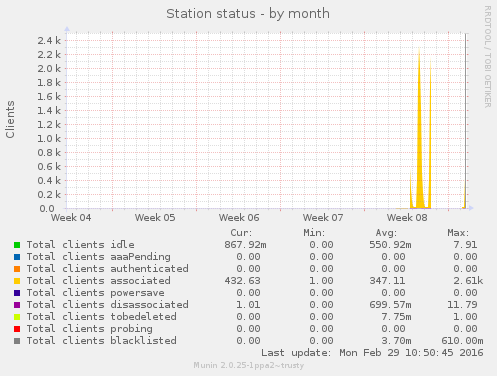 Station status - by month
RRDTOOL / TOBI OETIKER
Clients
2.4 k
2.2 k
2.0 k
1.8 k
1.6 k
1.4 k
1.2 k
1.0 k
0.8 k
0.6 k
0.4 k
0.2 k
0.0
Week 04 Week 05 Week 06 Week 07 Week 08
Cur: Min: Avg: Max:
Total clients idle 867.92m 0.00 550.92m 7.91
Total clients aaaPending 0.00 0.00 0.00 0.00
Total clients authenticated 0.00 0.00 0.00 0.00
Total clients associated 432.63 1.00 347.11 2.61k
Total clients powersave 0.00 0.00 0.00 0.00
Total clients disassociated 1.01 0.00 699.57m 11.79
Total clients tobedeleted 0.00 0.00 7.75m 1.00
Total clients probing 0.00 0.00 0.00 0.00
Total clients blacklisted 0.00 0.00 3.70m 610.00m
Last update: Mon Feb 29 10:50:45 2016
Munin 2.0.25-1ppa2~trusty